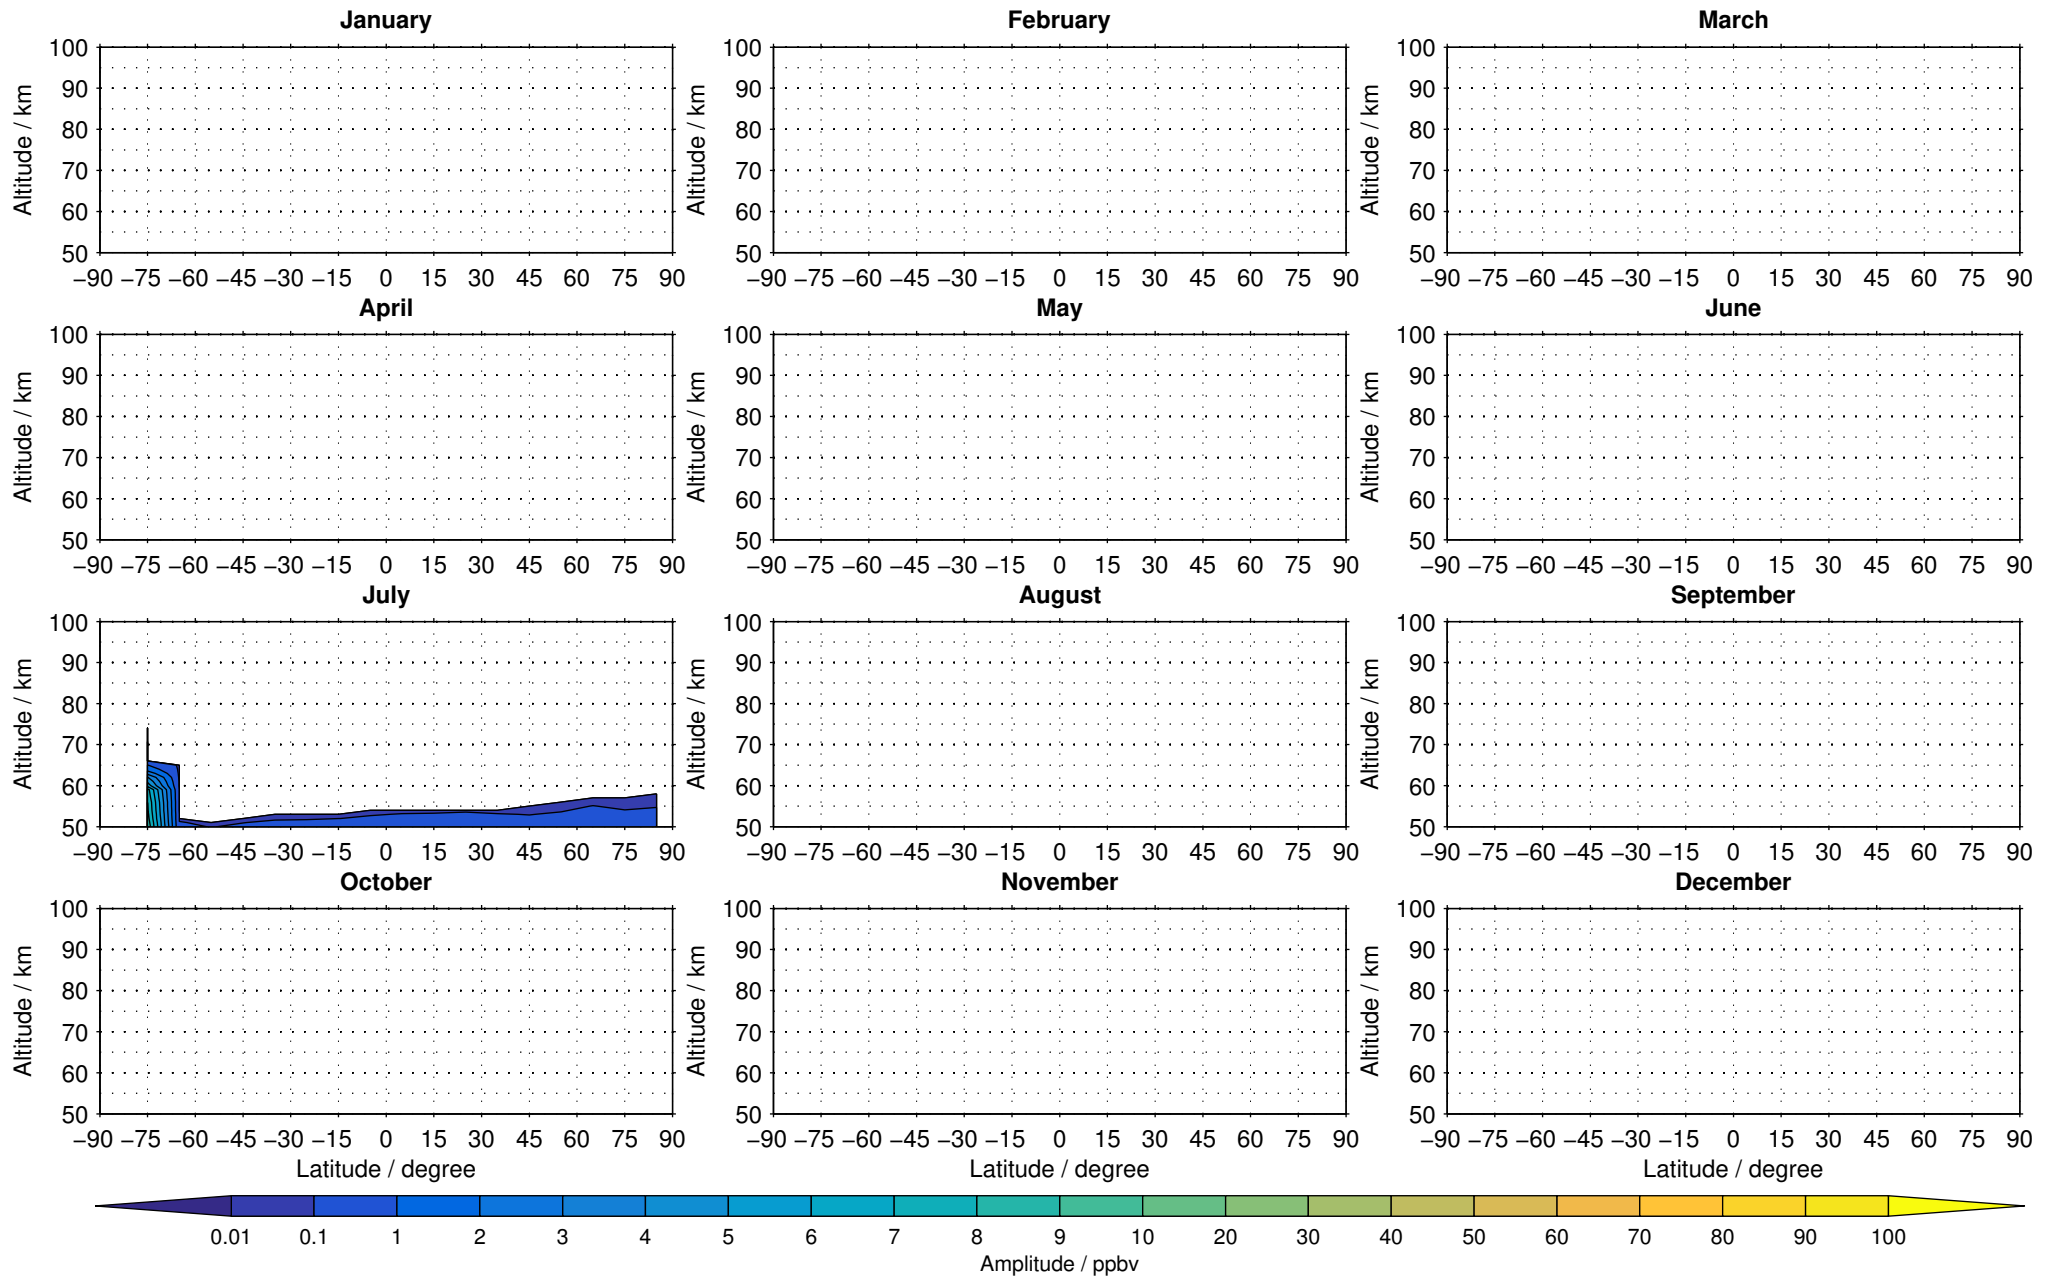 January February March
100 100 100
90 90 90
80 80 80
70 70 70
60 60 60
50 50 50
Altitude / km Altitude / km Altitude / km
−90 −75 −60 −45 −30 −15 0 15 30 45 60 75 90 −90 −75 −60 −45 −30 −15 0 15 30 45 60 75 90 −90 −75 −60 −45 −30 −15 0 15 30 45 60 75 90
April May June
100 100 100
90 90 90
80 80 80
70 70 70
60 60 60
50 50 50
Altitude / km Altitude / km Altitude / km
−90 −75 −60 −45 −30 −15 0 15 30 45 60 75 90 −90 −75 −60 −45 −30 −15 0 15 30 45 60 75 90 −90 −75 −60 −45 −30 −15 0 15 30 45 60 75 90
July August September
100 100 100
90 90 90
80 80 80
70 70 70
60 60 60
50 50 50
Altitude / km Altitude / km Altitude / km
−90 −75 −60 −45 −30 −15 0 15 30 45 60 75 90 −90 −75 −60 −45 −30 −15 0 15 30 45 60 75 90 −90 −75 −60 −45 −30 −15 0 15 30 45 60 75 90
October November December
100 100 100
90 90 90
80 80 80
70 70 70
60 60 60
50 50 50
Altitude / km Altitude / km Altitude / km
−90 −75 −60 −45 −30 −15 0 15 30 45 60 75 90 −90 −75 −60 −45 −30 −15 0 15 30 45 60 75 90 −90 −75 −60 −45 −30 −15 0 15 30 45 60 75 90
Latitude / degree Latitude / degree Latitude / degree
0.01 0.1 1 2 3 4 5 6 7 8 9 10 20 30 40 50 60 70 80 90 100
Amplitude / ppbv